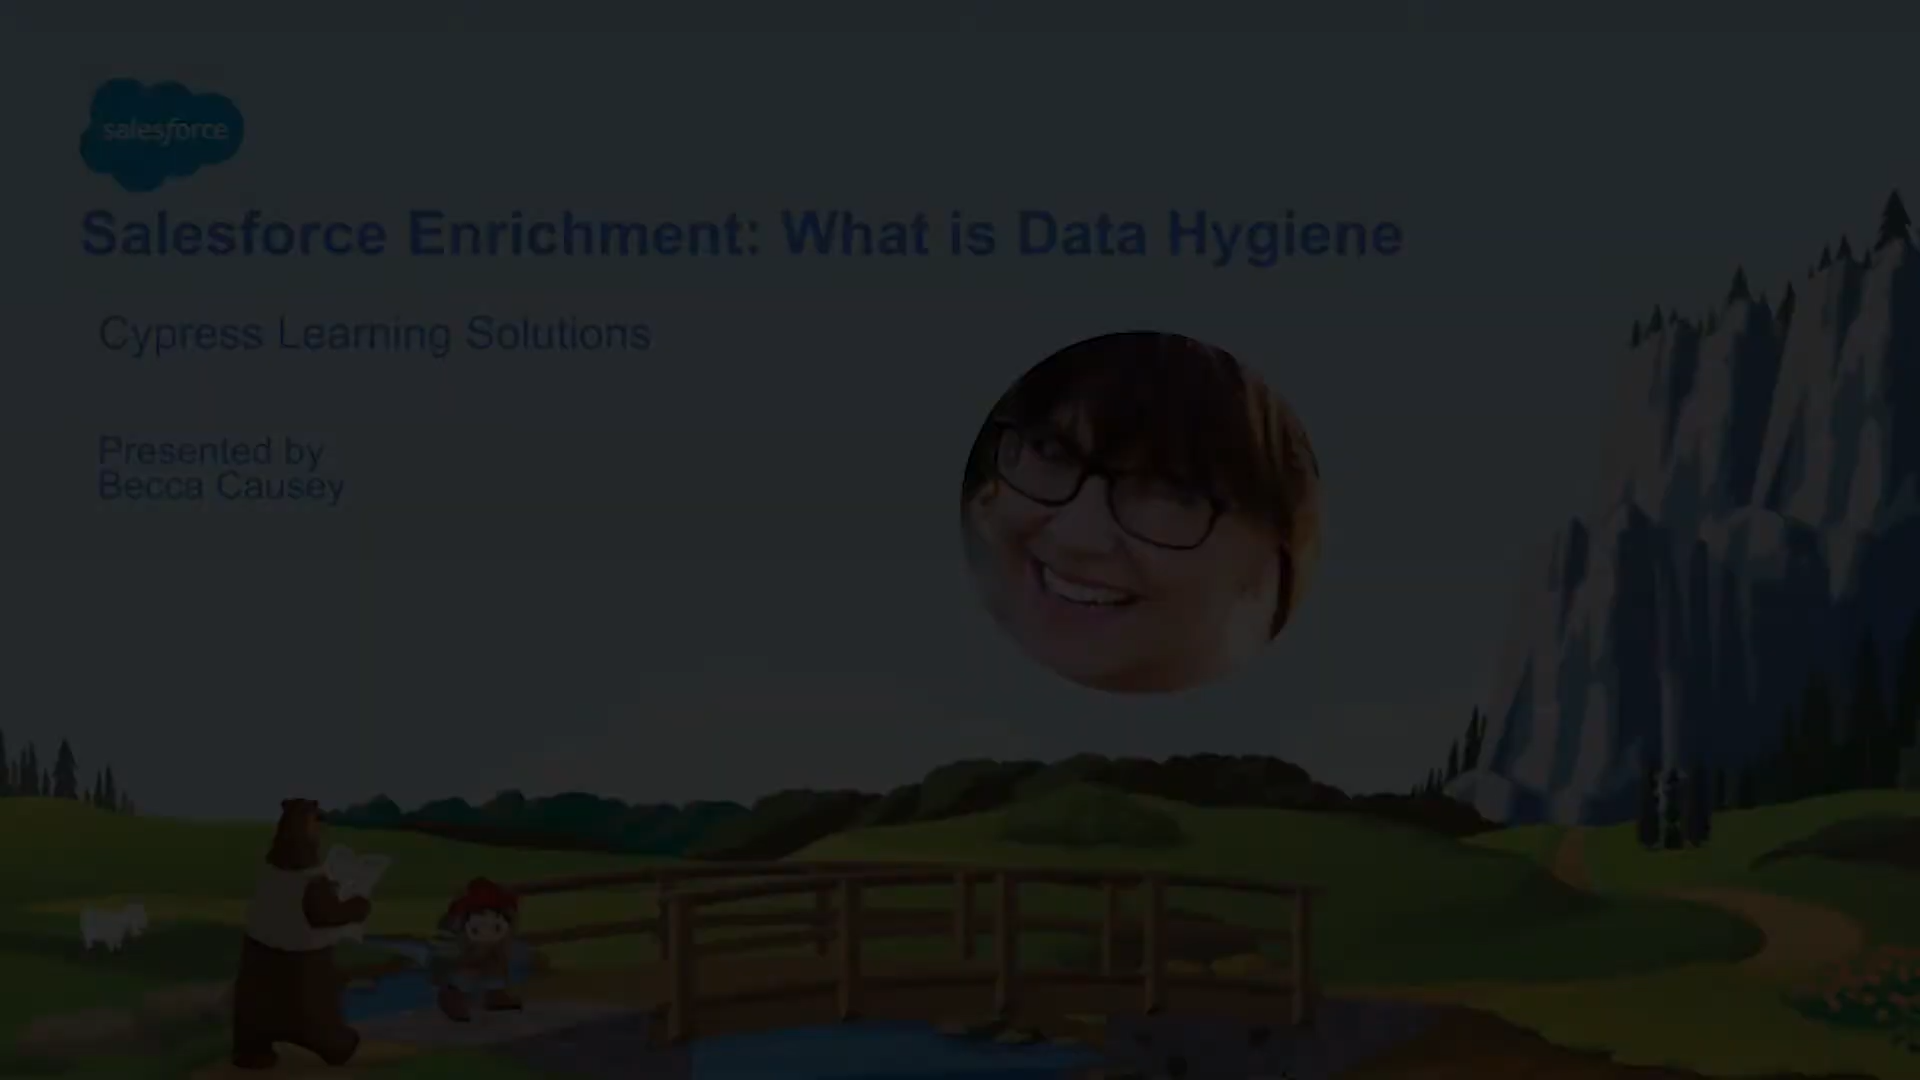 salesforce
Salesforce Enrichment: What is Data Hygiene
Cypress Learning Solutions
Presented by
Becca Causey